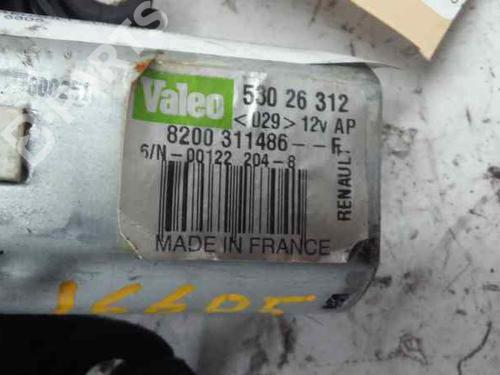 Valeo 530 26 312
<029> 12V AP
8200 311486--F
S/N-00122 204-8
RENAULT
MADE IN FRANCE